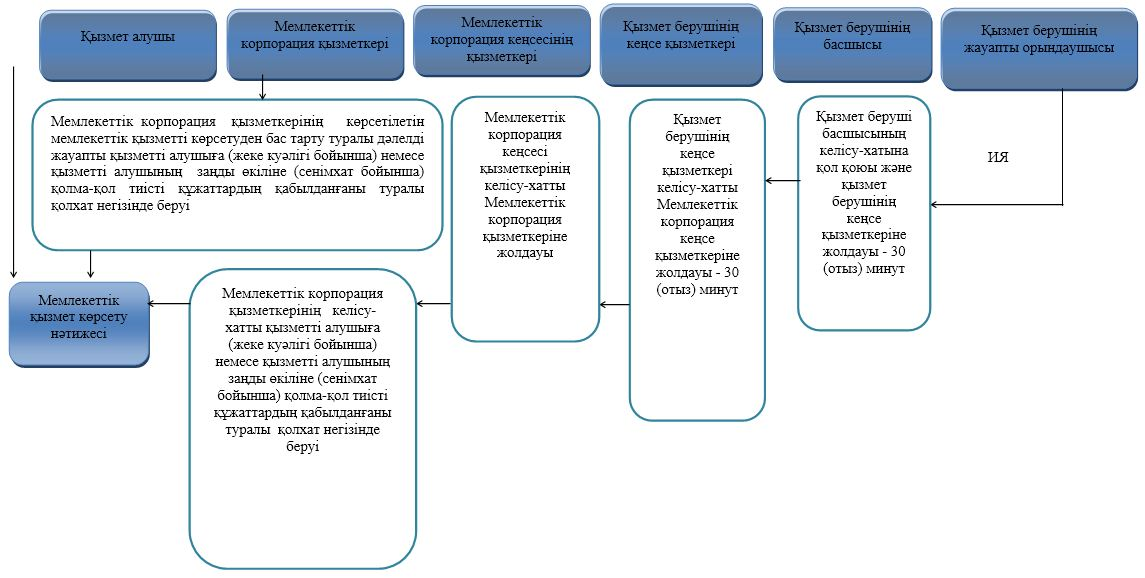 Қызмет алушы
Мемлекеттік
корпорация қызметкері
Мемлекеттік
корпорация кеңсесінің
қызметкері
Қызмет берушінің
кеңсе қызметкері
Қызмет берушінің
басшысы
Қызмет берушінің
жауапты орындаушысы
Мемлекеттік корпорация қызметкерінің көрсетілетін
мемлекеттік қызметті көрсетуден бас тарту туралы дәлелді
жауапты қызметті алушыға (жеке куәлігі бойынша) немесе
қызметті алушының заңды өкіліне (сенімхат бойынша)
қолма-қол тиісті құжаттардың қабылданғаны туралы
қолхат негізінде беруі
Мемлекеттік
корпорация
кеңсесі
қызметкерінің
келісу-хатты
Мемлекеттік
корпорация
қызметкеріне
жолдауы
Қызмет
берушінің
кеңсе
қызметкері
келісу-хатты
Мемлекеттік
корпорация
кеңсе
қызметкеріне
жолдауы - 30
(отыз) минут
Қызмет беруші
басшысының
келісу-хатына
қол қоюы және
қызмет
берушінің
кеңсе
қызметкеріне
жолдауы - 30
(отыз) минут
ИЯ
Мемлекеттік
қызмет көрсету
нәтижесі
Мемлекеттік корпорация
қызметкерінің келісу-
хатты қызметті алушыға
(жеке куәлігі бойынша)
немесе қызметті алушының
заңды өкіліне (сенімхат
бойынша) қолма-қол тиісті
құжаттардың қабылданғаны
туралы қолхат негізінде
беруі